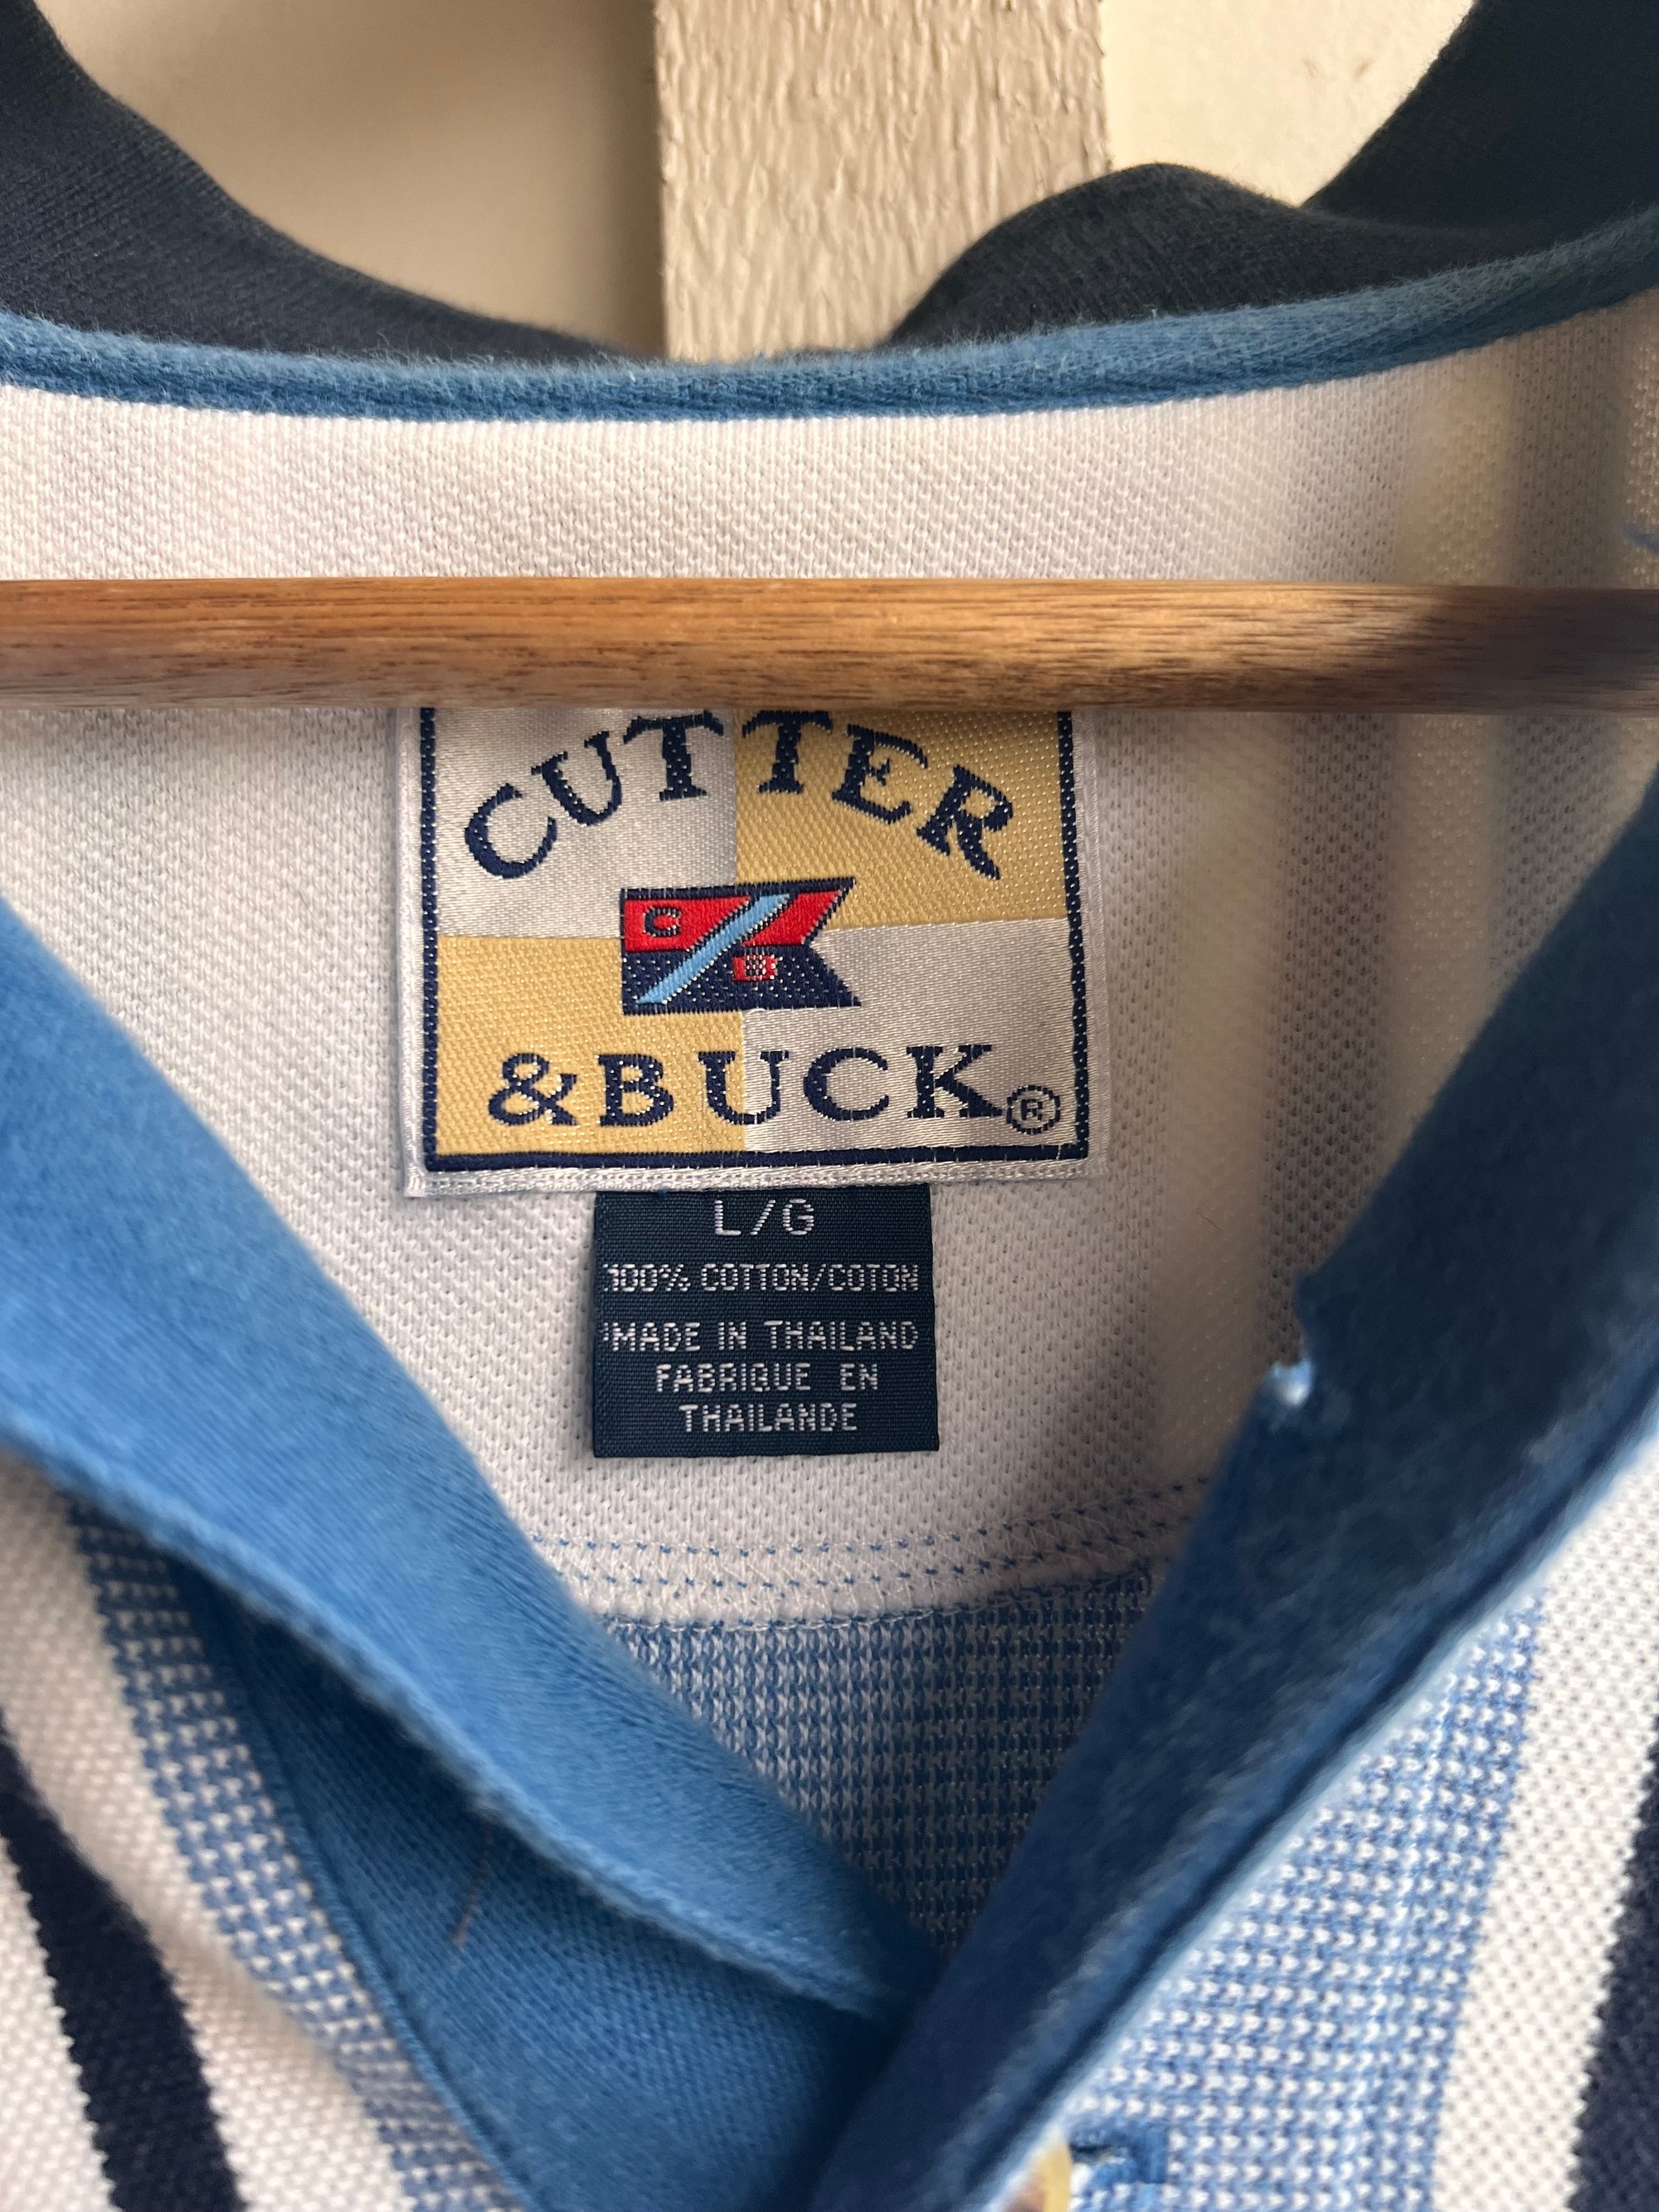 CUTTER
C
B
& BUCK®
L/G
100% COTTON/COTON
MADE IN THAILAND
FABRIQUE EN
THAILANDE